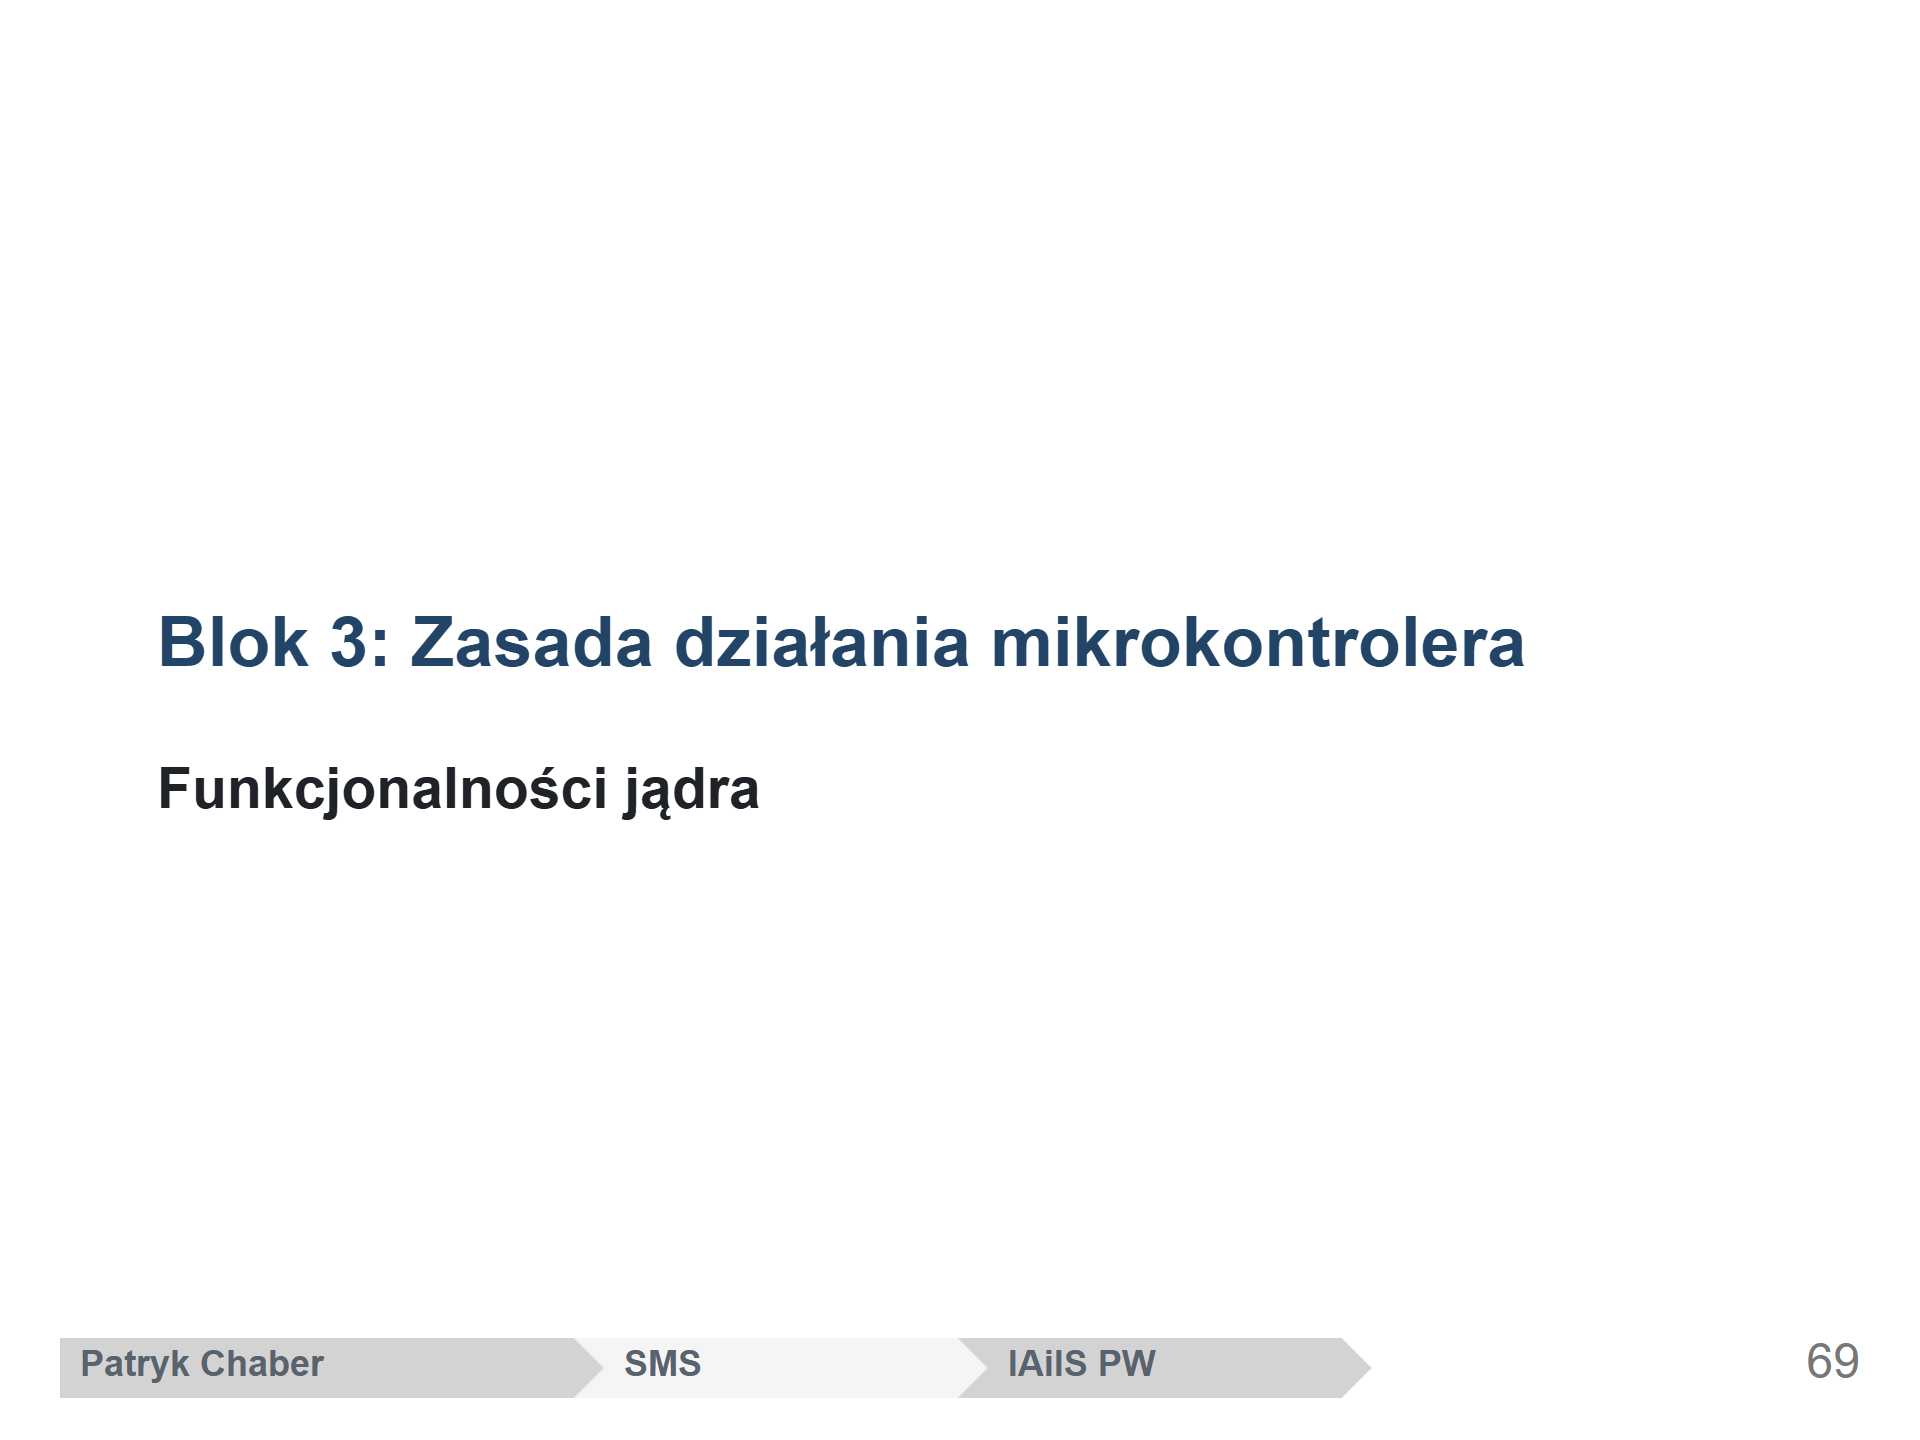 Blok 3: Zasada działania mikrokontrolera
Funkcjonalności jądra
Patryk Chaber
SMS
IAiIS PW
69